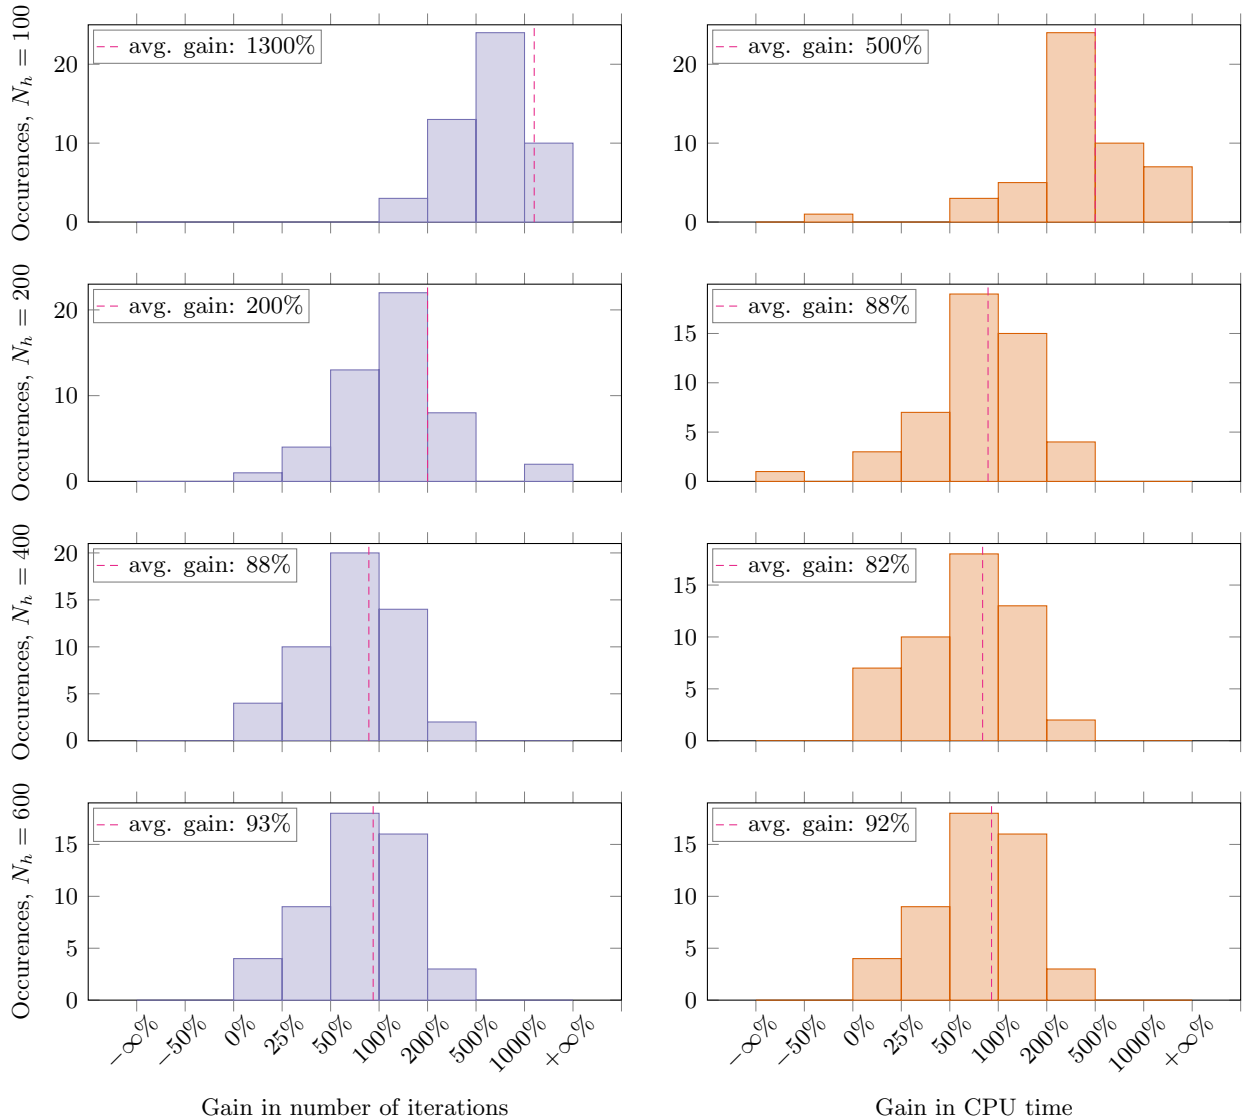 Occurences, N_h = 100
20
10
0
avg. gain: 1300%
20
10
0
avg. gain: 500%
Occurences, N_h = 200
20
10
0
avg. gain: 200%
15
10
5
0
avg. gain: 88%
Occurences, N_h = 400
20
15
10
5
0
avg. gain: 88%
15
10
5
0
avg. gain: 82%
Occurences, N_h = 600
15
10
5
0
avg. gain: 93%
15
10
5
0
avg. gain: 92%
−∞% −50% 0% 25% 50% 100% 200% 500% 1000% +∞%
−∞% −50% 0% 25% 50% 100% 200% 500% 1000% +∞%
Gain in number of iterations
Gain in CPU time